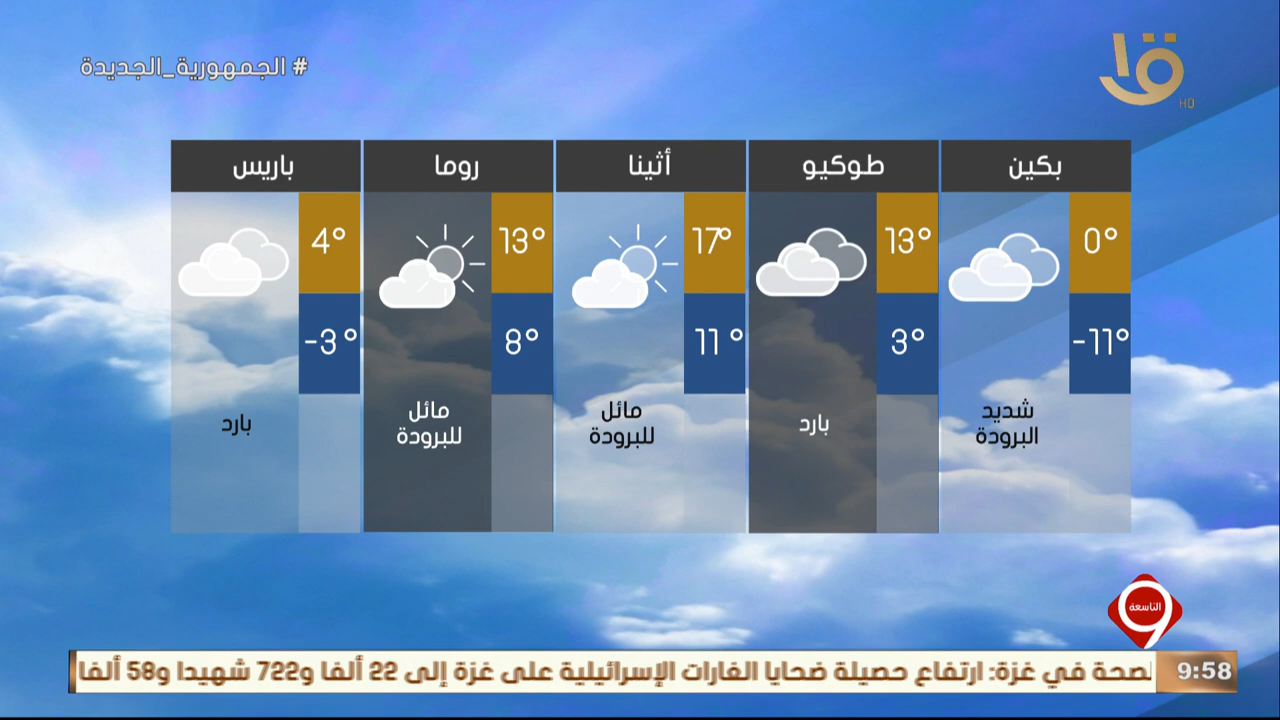 # الجمهورية_الجديدة
HD
بكين
0°
-11°
شديد
البرودة
طوكيو
13°
3°
بارد
أثينا
17°
11°
مائل
للبرودة
روما
13°
8°
مائل
للبرودة
باريس
4°
-3°
بارد
التاسعة
9
9:58
لصحة في غزة: ارتفاع حصيلة ضحايا الغارات الإسرائيلية على غزة إلى 22 ألفا و722 شهيدا و58 ألفا